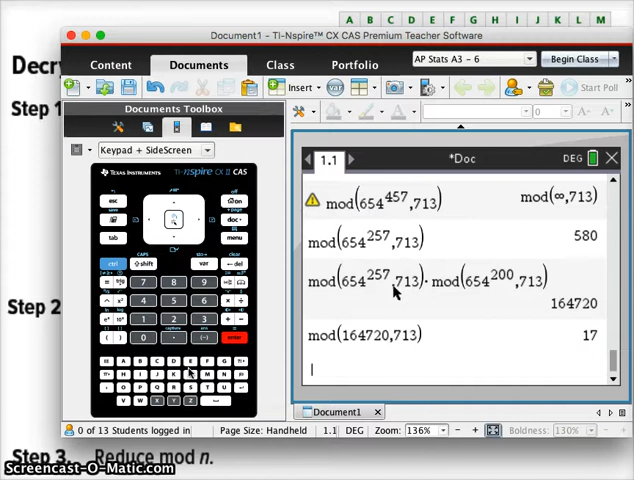 A B C D E F G H I J K L M
Document1 - TI-Nspire™ CX CAS Premium Teacher Software
Decry
Content Documents Class Portfolio
AP Stats A3 - 6
Begin Class
Step 1
Insert
Start Poll
Documents Toolbox
Keypad + SideScreen
1.1
*Doc
DEG
TEXAS INSTRUMENTS
TI-nspire CX II CAS
esc
on
save
doc
tab
menu
ctrl
shift
var
del
7 8 9
4 5 6
1 2 3
0 . (−)
enter
A B C D E F G
U
V W X Y Z
mod(654^457,713) mod(∞,713)
mod(654^257,713) 580
mod(654^257,713)·mod(654^200,713)
164720
mod(164720,713) 17
Step 2
Document1
0 of 13 Students logged in
Page Size: Handheld
1.1
DEG
Zoom: 136%
Boldness: 130%
Step 3. Reduce mod n.
Screencast-O-Matic.com